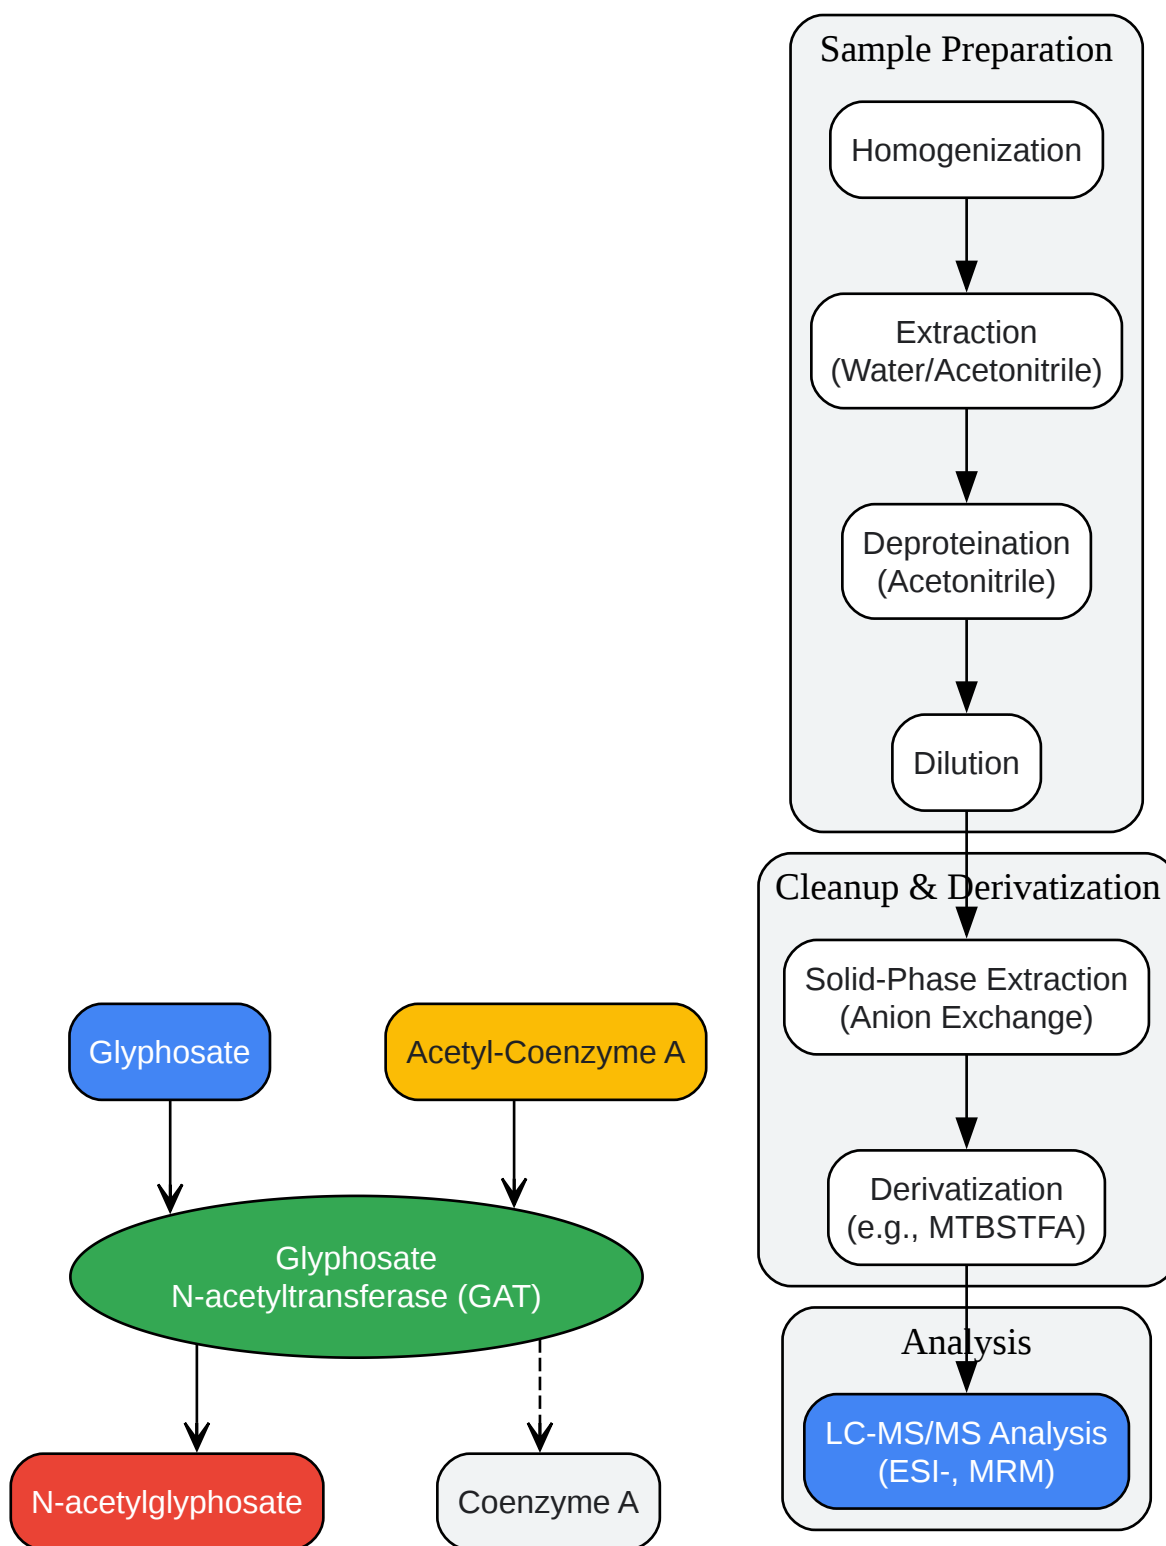 Sample Preparation
Homogenization
Extraction
(Water/Acetonitrile)
Deproteination
(Acetonitrile)
Dilution
Cleanup & Derivatization
Solid-Phase Extraction
(Anion Exchange)
Derivatization
(e.g., MTBSTFA)
Analysis
LC-MS/MS Analysis
(ESI-, MRM)
Glyphosate
Acetyl-Coenzyme A
Glyphosate
N-acetyltransferase (GAT)
N-acetylglyphosate
Coenzyme A